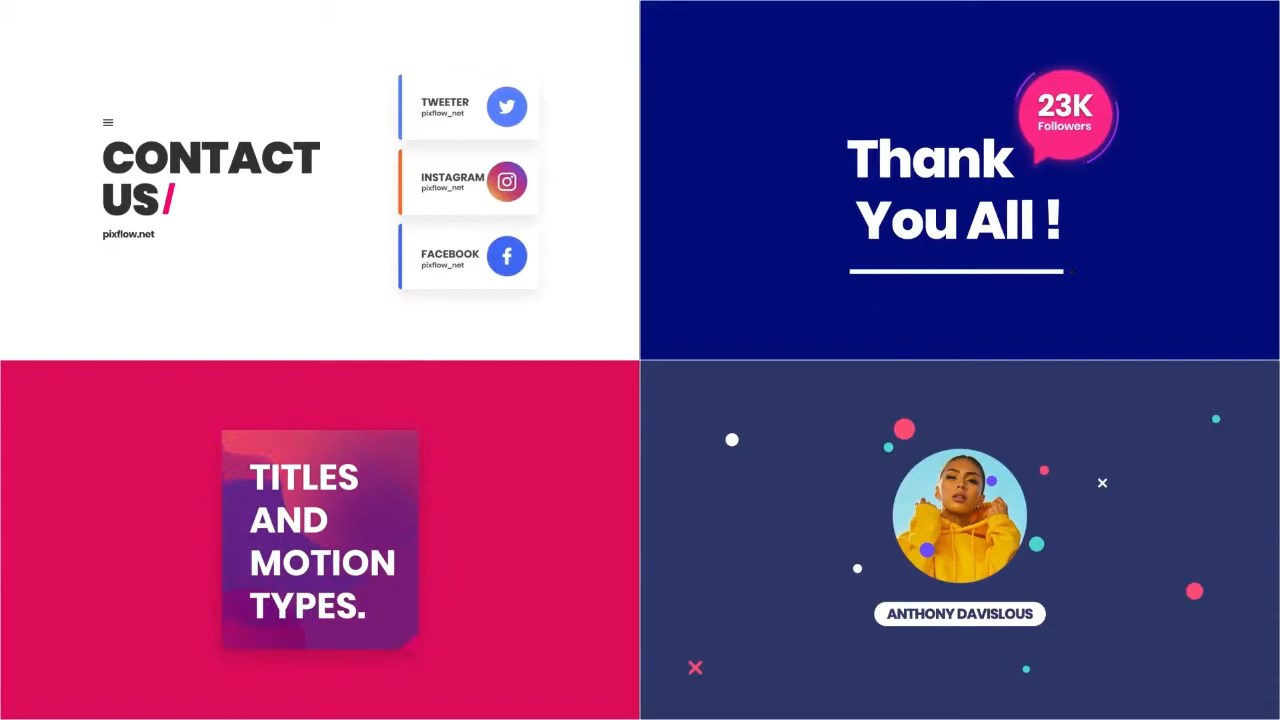 CONTACT
US/
pixflow.net
TWEETER
pixflow_net
INSTAGRAM
pixflow_net
FACEBOOK
pixflow_net
23K
Followers
Thank
You All !
TITLES
AND
MOTION
TYPES.
ANTHONY DAVISLOUS